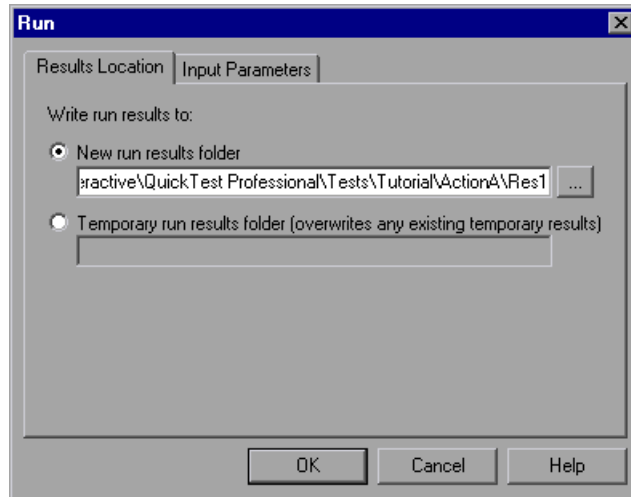 Run
Results Location Input Parameters
Write run results to:
New run results folder
eractive\QuickTest Professional\Tests\Tutorial\ActionA\Res1 ...
Temporary run results folder (overwrites any existing temporary results)
OK Cancel Help